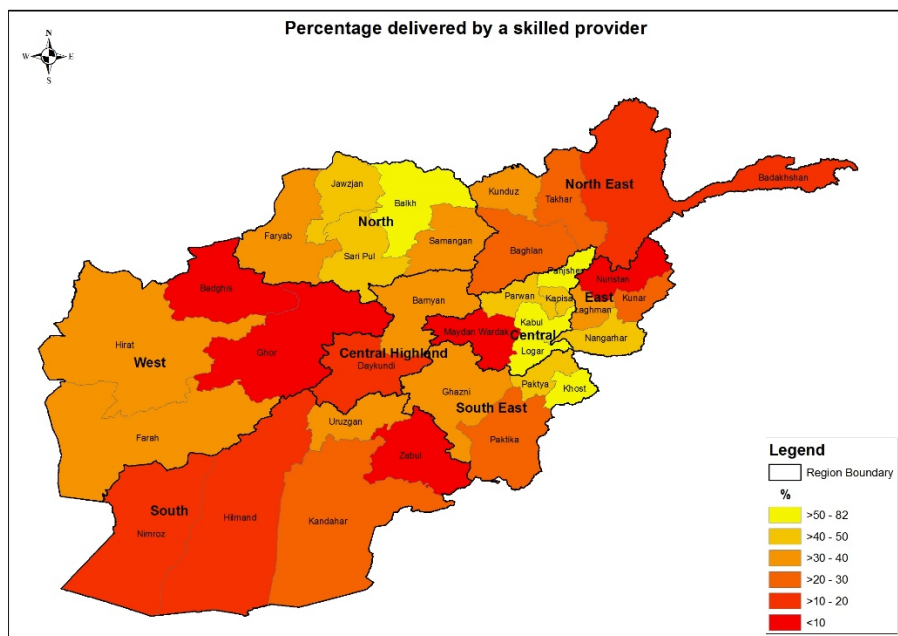 Percentage delivered by a skilled provider
N
W E
S
Jawzjan
Balkh
Kunduz
Takhar
North East
Badakhshan
North
Faryab
Samangan
Sari Pul
Baghlan
Panjsher
Nuristan
Badghis
Bamyan
Parwan
Kapisa
East
Kunar
Laghman
Kabul
Maydan Wardak
Central
Nangarhar
Hirat
West
Ghor
Central Highland
Daykundi
Logar
Paktya
Khost
Ghazni
South East
Uruzgan
Farah
Paktika
Zabul
South
Nimroz
Hilmand
Kandahar
Legend
Region Boundary
%
>50 - 82
>40 - 50
>30 - 40
>20 - 30
>10 - 20
<10